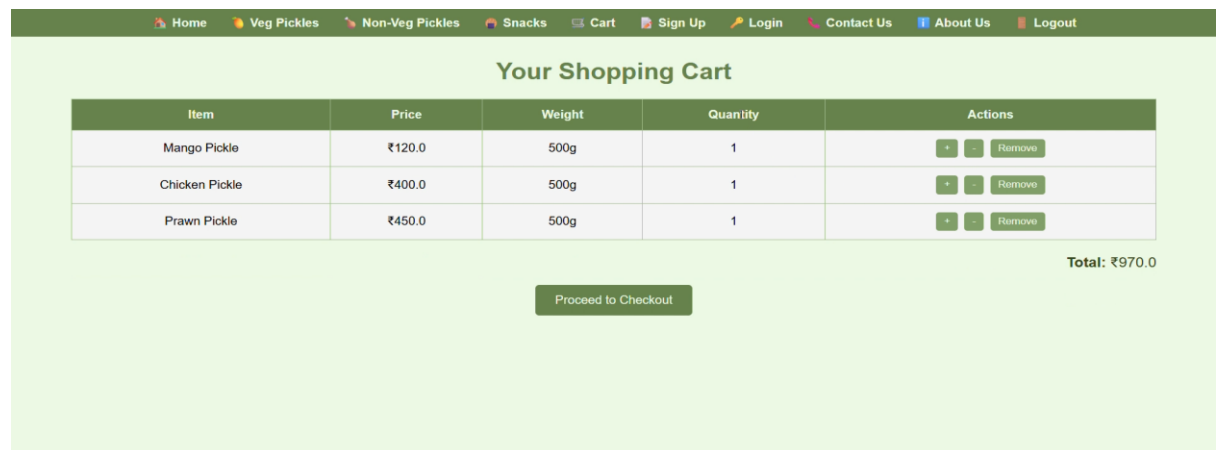 Home Veg Pickles Non-Veg Pickles Snacks Cart Sign Up Login Contact Us About Us Logout
Your Shopping Cart
Item Price Weight Quantity Actions
Mango Pickle ₹120.0 500g 1 + - Remove
Chicken Pickle ₹400.0 500g 1 + - Remove
Prawn Pickle ₹450.0 500g 1 + - Remove
Total: ₹970.0
Proceed to Checkout